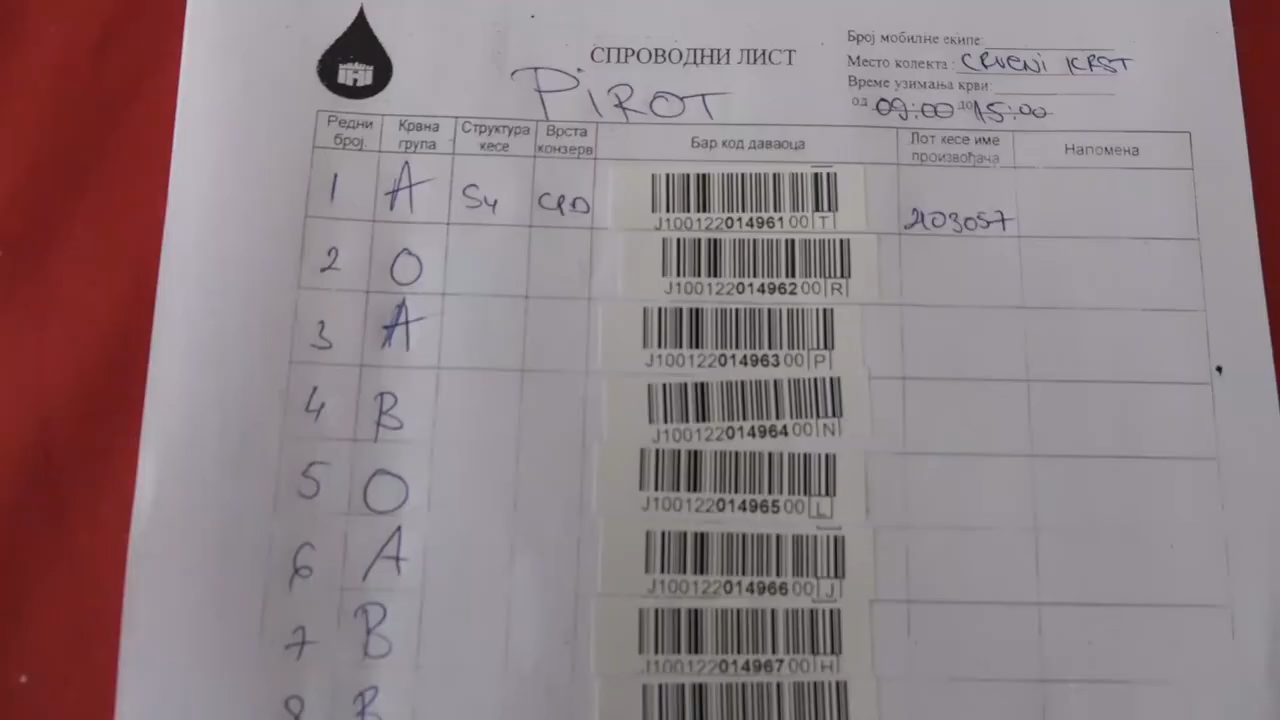 СПРОВОДНИ ЛИСТ
PIROT
Број мобилне екипе:
Место колекта: CRVENI KRST
Време узимања крви:
од 09:00 до 15:00
Редни број. Крвна група Структура кесе Врста конзерв Бар код даваоца Лот кесе име произвођача Напомена
1 A S4 CPD J10012201496100 T 2103057
2 O J10012201496200 R
3 A J10012201496300 P
4 B J10012201496400 N
5 O J10012201496500 L
6 A J10012201496600 J
7 B J10012201496700 H
8 B